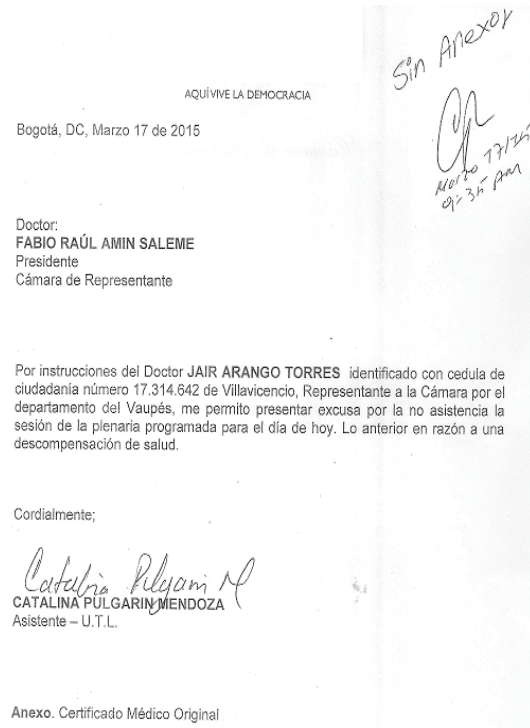 Sin Anexos
Marzo 17/15
9:35 AM
AQUÍ VIVE LA DEMOCRACIA
Bogotá, DC, Marzo 17 de 2015
Doctor:
FABIO RAÚL AMIN SALEME
Presidente
Cámara de Representante
Por instrucciones del Doctor JAIR ARANGO TORRES identificado con cedula de
ciudadanía número 17.314.642 de Villavicencio, Representante a la Cámara por el
departamento del Vaupés, me permito presentar excusa por la no asistencia la
sesión de la plenaria programada para el día de hoy. Lo anterior en razón a una
descompensación de salud.
Cordialmente;
Catalina Pulgarin M
CATALINA PULGARIN MENDOZA
Asistente – U.T.L.
Anexo. Certificado Médico Original